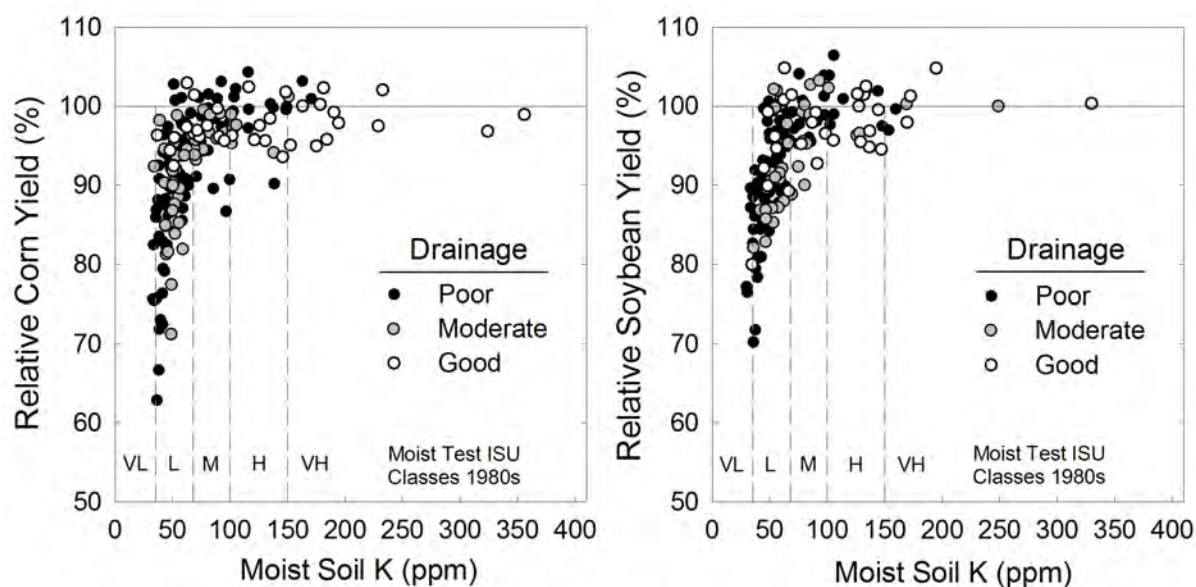 Relative Corn Yield (%)
110
100
90
80
70
60
50
Drainage
Poor
Moderate
Good
VL
L
M
H
VH
Moist Test ISU
Classes 1980s
0
50
100
150
200
250
300
350
400
Moist Soil K (ppm)
Relative Soybean Yield (%)
110
100
90
80
70
60
50
Drainage
Poor
Moderate
Good
VL
L
M
H
VH
Moist Test ISU
Classes 1980s
0
50
100
150
200
250
300
350
400
Moist Soil K (ppm)